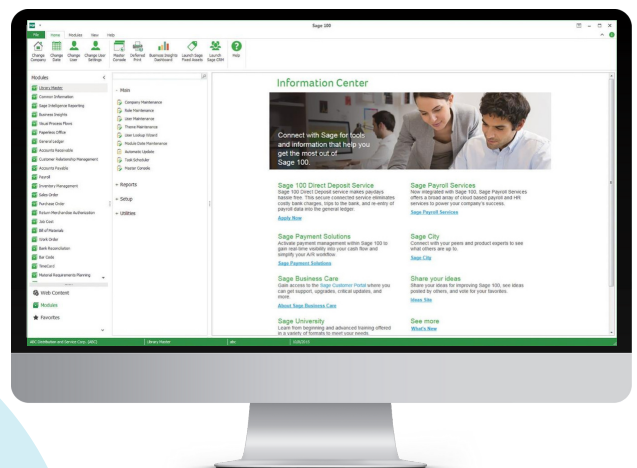 Sage 100
File Home Modules View Help
Change Company
Change Date
Change User
Change User Settings
Master Console
Deferred Print
Business Insights Dashboard
Launch Sage Fixed Assets
Launch Sage CRM
Help
Modules
Library Master
Common Information
Sage Intelligence Reporting
Business Insights
Visual Process Flows
Paperless Office
General Ledger
Accounts Receivable
Customer Relationship Management
Accounts Payable
Payroll
Inventory Management
Sales Order
Purchase Order
Return Merchandise Authorization
Job Cost
Bill of Materials
Work Order
Bank Reconciliation
Bar Code
TimeCard
Material Requirements Planning
Web Content
Modules
Favorites
Main
Company Maintenance
Role Maintenance
User Maintenance
Theme Maintenance
User Lookup Wizard
Module Date Maintenance
Automatic Update
Task Scheduler
Master Console
Reports
Setup
Utilities
Information Center
Connect with Sage for tools
and information that help you
get the most out of
Sage 100.
Sage 100 Direct Deposit Service
Sage 100 Direct Deposit Service makes paydays
hassle free. This secure connected service eliminates
costly bank charges, trips to the bank, and re-entry of
payroll data into the general ledger.
Apply Now
Sage Payroll Services
Now integrated with Sage 100, Sage Payroll Services
offers a broad array of cloud based payroll and HR
services to power your company's success.
Sage Payroll Services
Sage Payment Solutions
Activate payment management within Sage 100 to
gain real time visibility into your cash flow and
simplify your A/R workflow.
Sage Payment Solutions
Sage City
Connect with your peers and product experts to see
what others are up to.
Sage City
Sage Business Care
Gain access to the Sage Customer Portal where you
can get support, upgrades, critical updates, and
more.
About Sage Business Care
Share your ideas
Share your ideas for improving Sage 100, see ideas
posted by others, and vote for your favorites.
Ideas Site
Sage University
Learn from beginning and advanced training offered
in a variety of formats to meet your needs.
See more
What's New
ABC Distribution and Service Corp. (ABC)
Library Master
abc